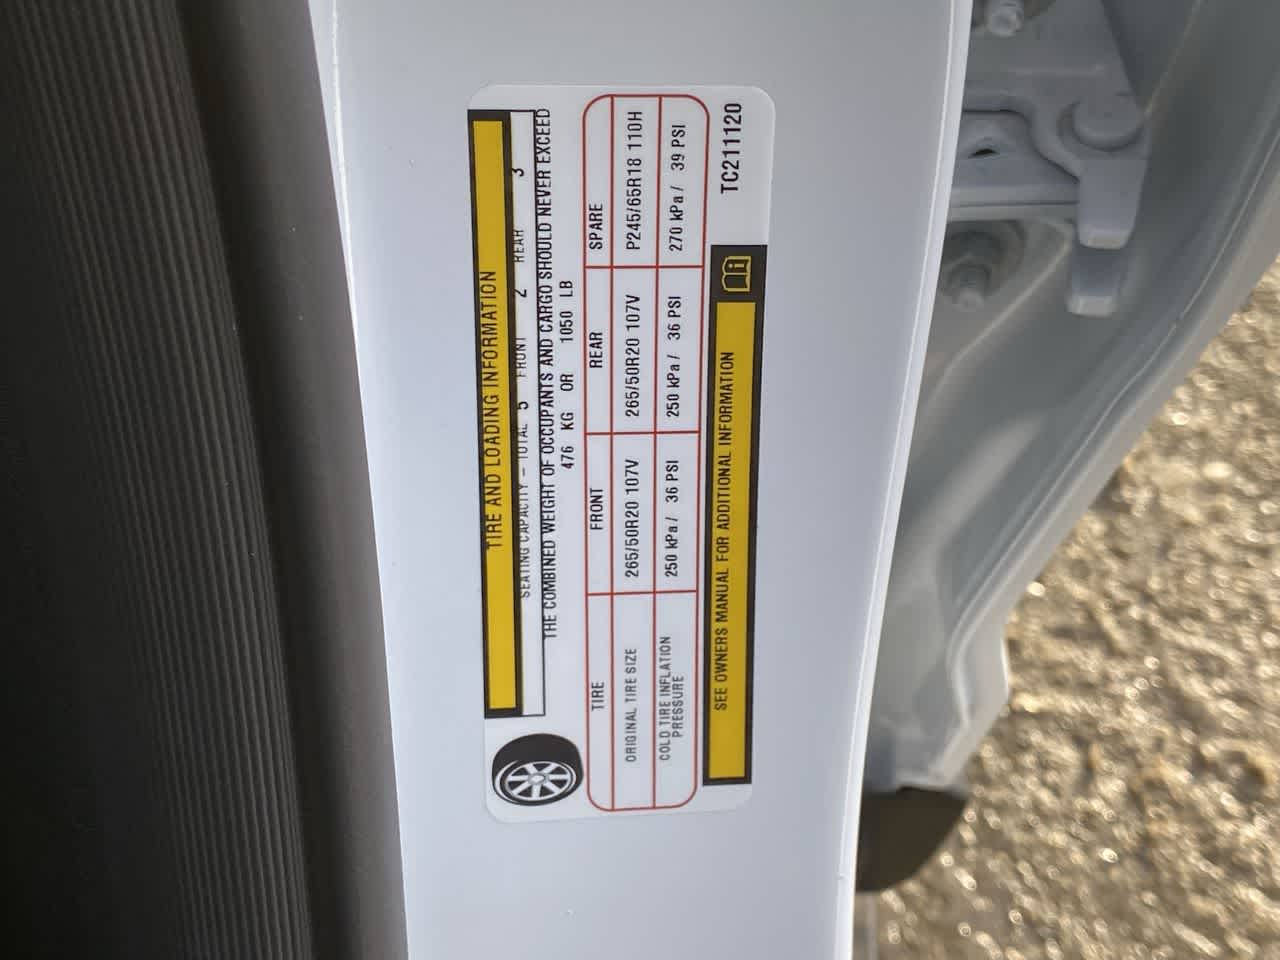 TIRE AND LOADING INFORMATION
SEATING CAPACITY – TOTAL 5 FRONT 2 REAR 3
THE COMBINED WEIGHT OF OCCUPANTS AND CARGO SHOULD NEVER EXCEED
476 KG OR 1050 LB
TIRE FRONT REAR SPARE
ORIGINAL TIRE SIZE 265/50R20 107V 265/50R20 107V P245/65R18 110H
COLD TIRE INFLATION
PRESSURE 250 kPa / 36 PSI 250 kPa / 36 PSI 270 kPa / 39 PSI
SEE OWNERS MANUAL FOR ADDITIONAL INFORMATION
TC211120